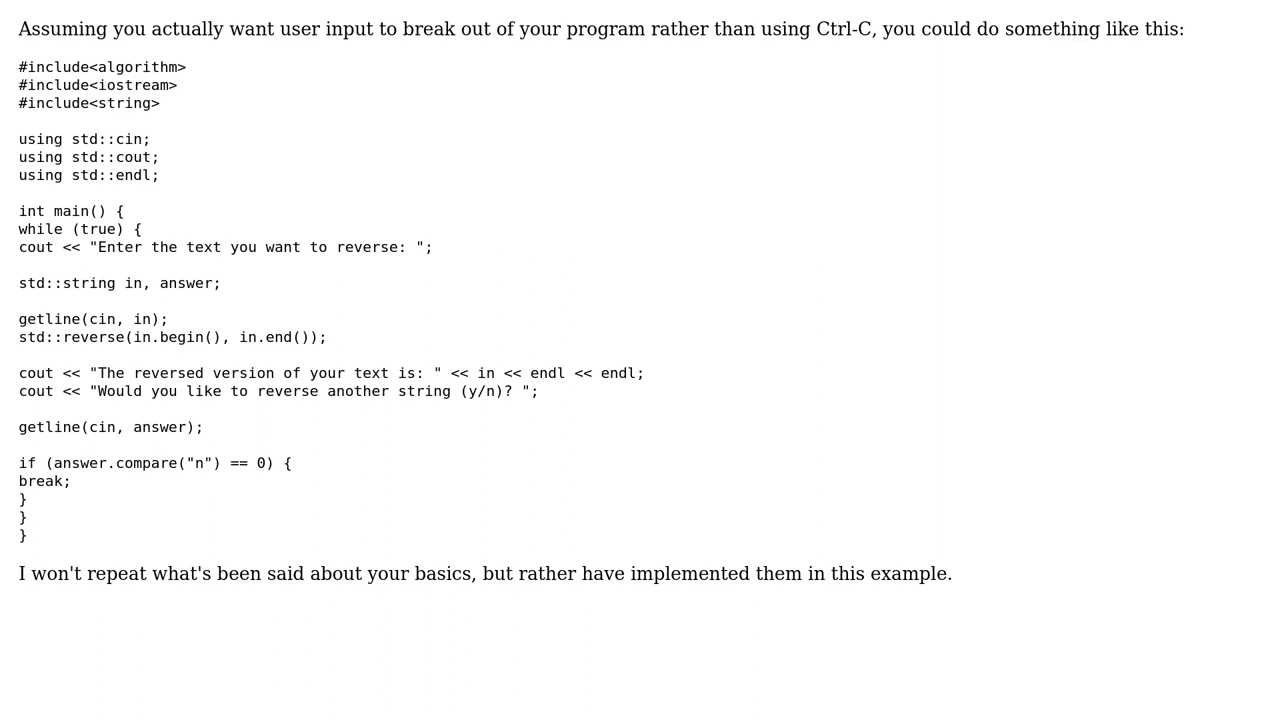 Assuming you actually want user input to break out of your program rather than using Ctrl-C, you could do something like this:
#include<algorithm>
#include<iostream>
#include<string>
using std::cin;
using std::cout;
using std::endl;
int main() {
while (true) {
cout << "Enter the text you want to reverse: ";
std::string in, answer;
getline(cin, in);
std::reverse(in.begin(), in.end());
cout << "The reversed version of your text is: " << in << endl << endl;
cout << "Would you like to reverse another string (y/n)? ";
getline(cin, answer);
if (answer.compare("n") == 0) {
break;
}
}
}
I won't repeat what's been said about your basics, but rather have implemented them in this example.